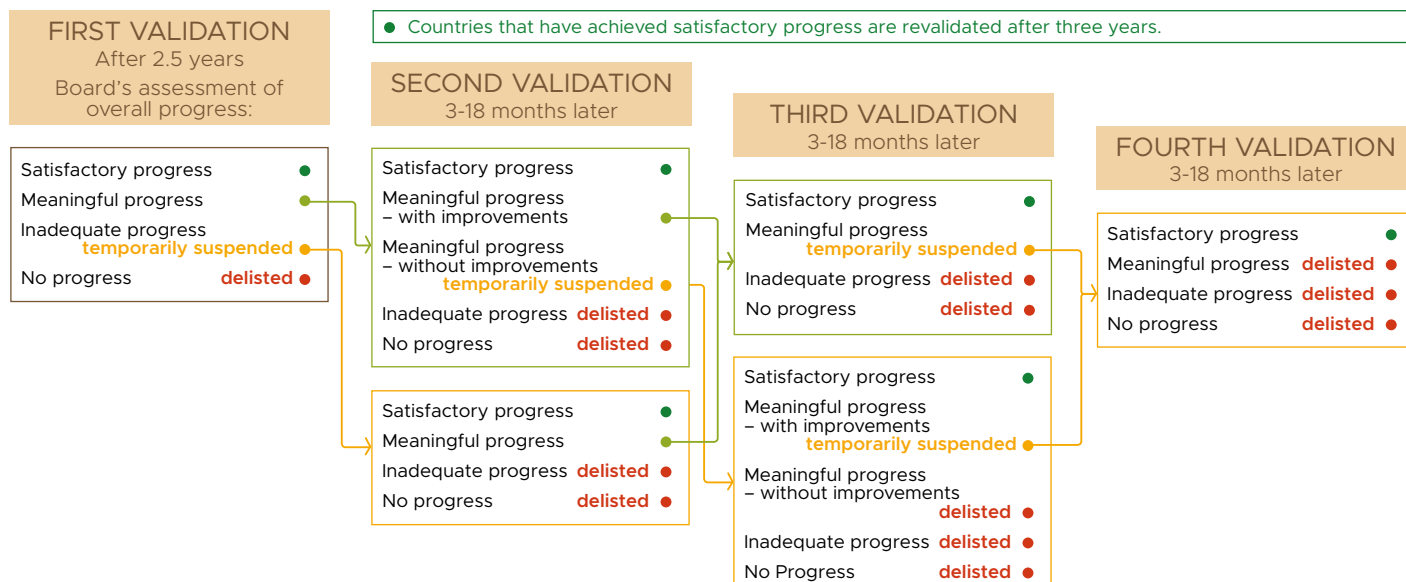 FIRST VALIDATION
After 2.5 years
Board’s assessment of
overall progress:
Satisfactory progress
Meaningful progress
Inadequate progress
temporarily suspended
No progress delisted
Countries that have achieved satisfactory progress are revalidated after three years.
SECOND VALIDATION
3-18 months later
Satisfactory progress
Meaningful progress
– with improvements
Meaningful progress
– without improvements
temporarily suspended
Inadequate progress delisted
No progress delisted
Satisfactory progress
Meaningful progress
Inadequate progress delisted
No progress delisted
THIRD VALIDATION
3-18 months later
Satisfactory progress
Meaningful progress
temporarily suspended
Inadequate progress delisted
No progress delisted
Satisfactory progress
Meaningful progress
– with improvements
temporarily suspended
Meaningful progress
– without improvements
delisted
Inadequate progress delisted
No Progress delisted
FOURTH VALIDATION
3-18 months later
Satisfactory progress
Meaningful progress delisted
Inadequate progress delisted
No progress delisted